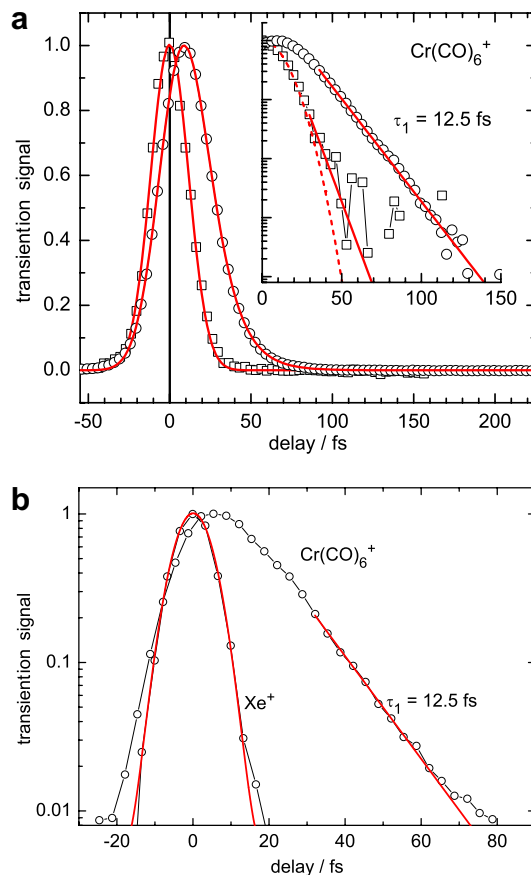 a
transiention signal
1.0
0.8
0.6
0.4
0.2
0.0
-50
0
50
100
150
200
delay / fs
Cr(CO)₆⁺
τ₁ = 12.5 fs
0
50
100
150
b
transiention signal
1
0.1
0.01
Cr(CO)₆⁺
Xe⁺
τ₁ = 12.5 fs
-20
0
20
40
60
80
delay / fs